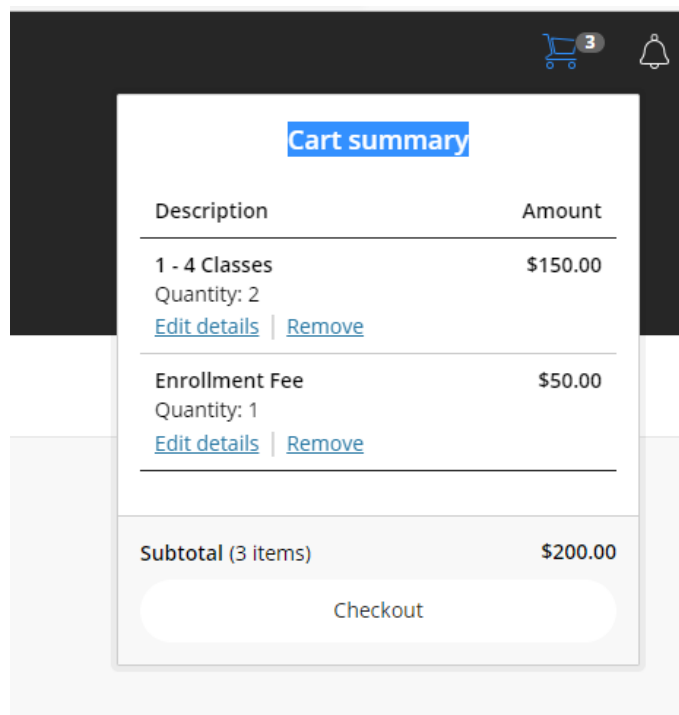 3
Cart summary
Description Amount
1 - 4 Classes $150.00
Quantity: 2
Edit details | Remove
Enrollment Fee $50.00
Quantity: 1
Edit details | Remove
Subtotal (3 items) $200.00
Checkout